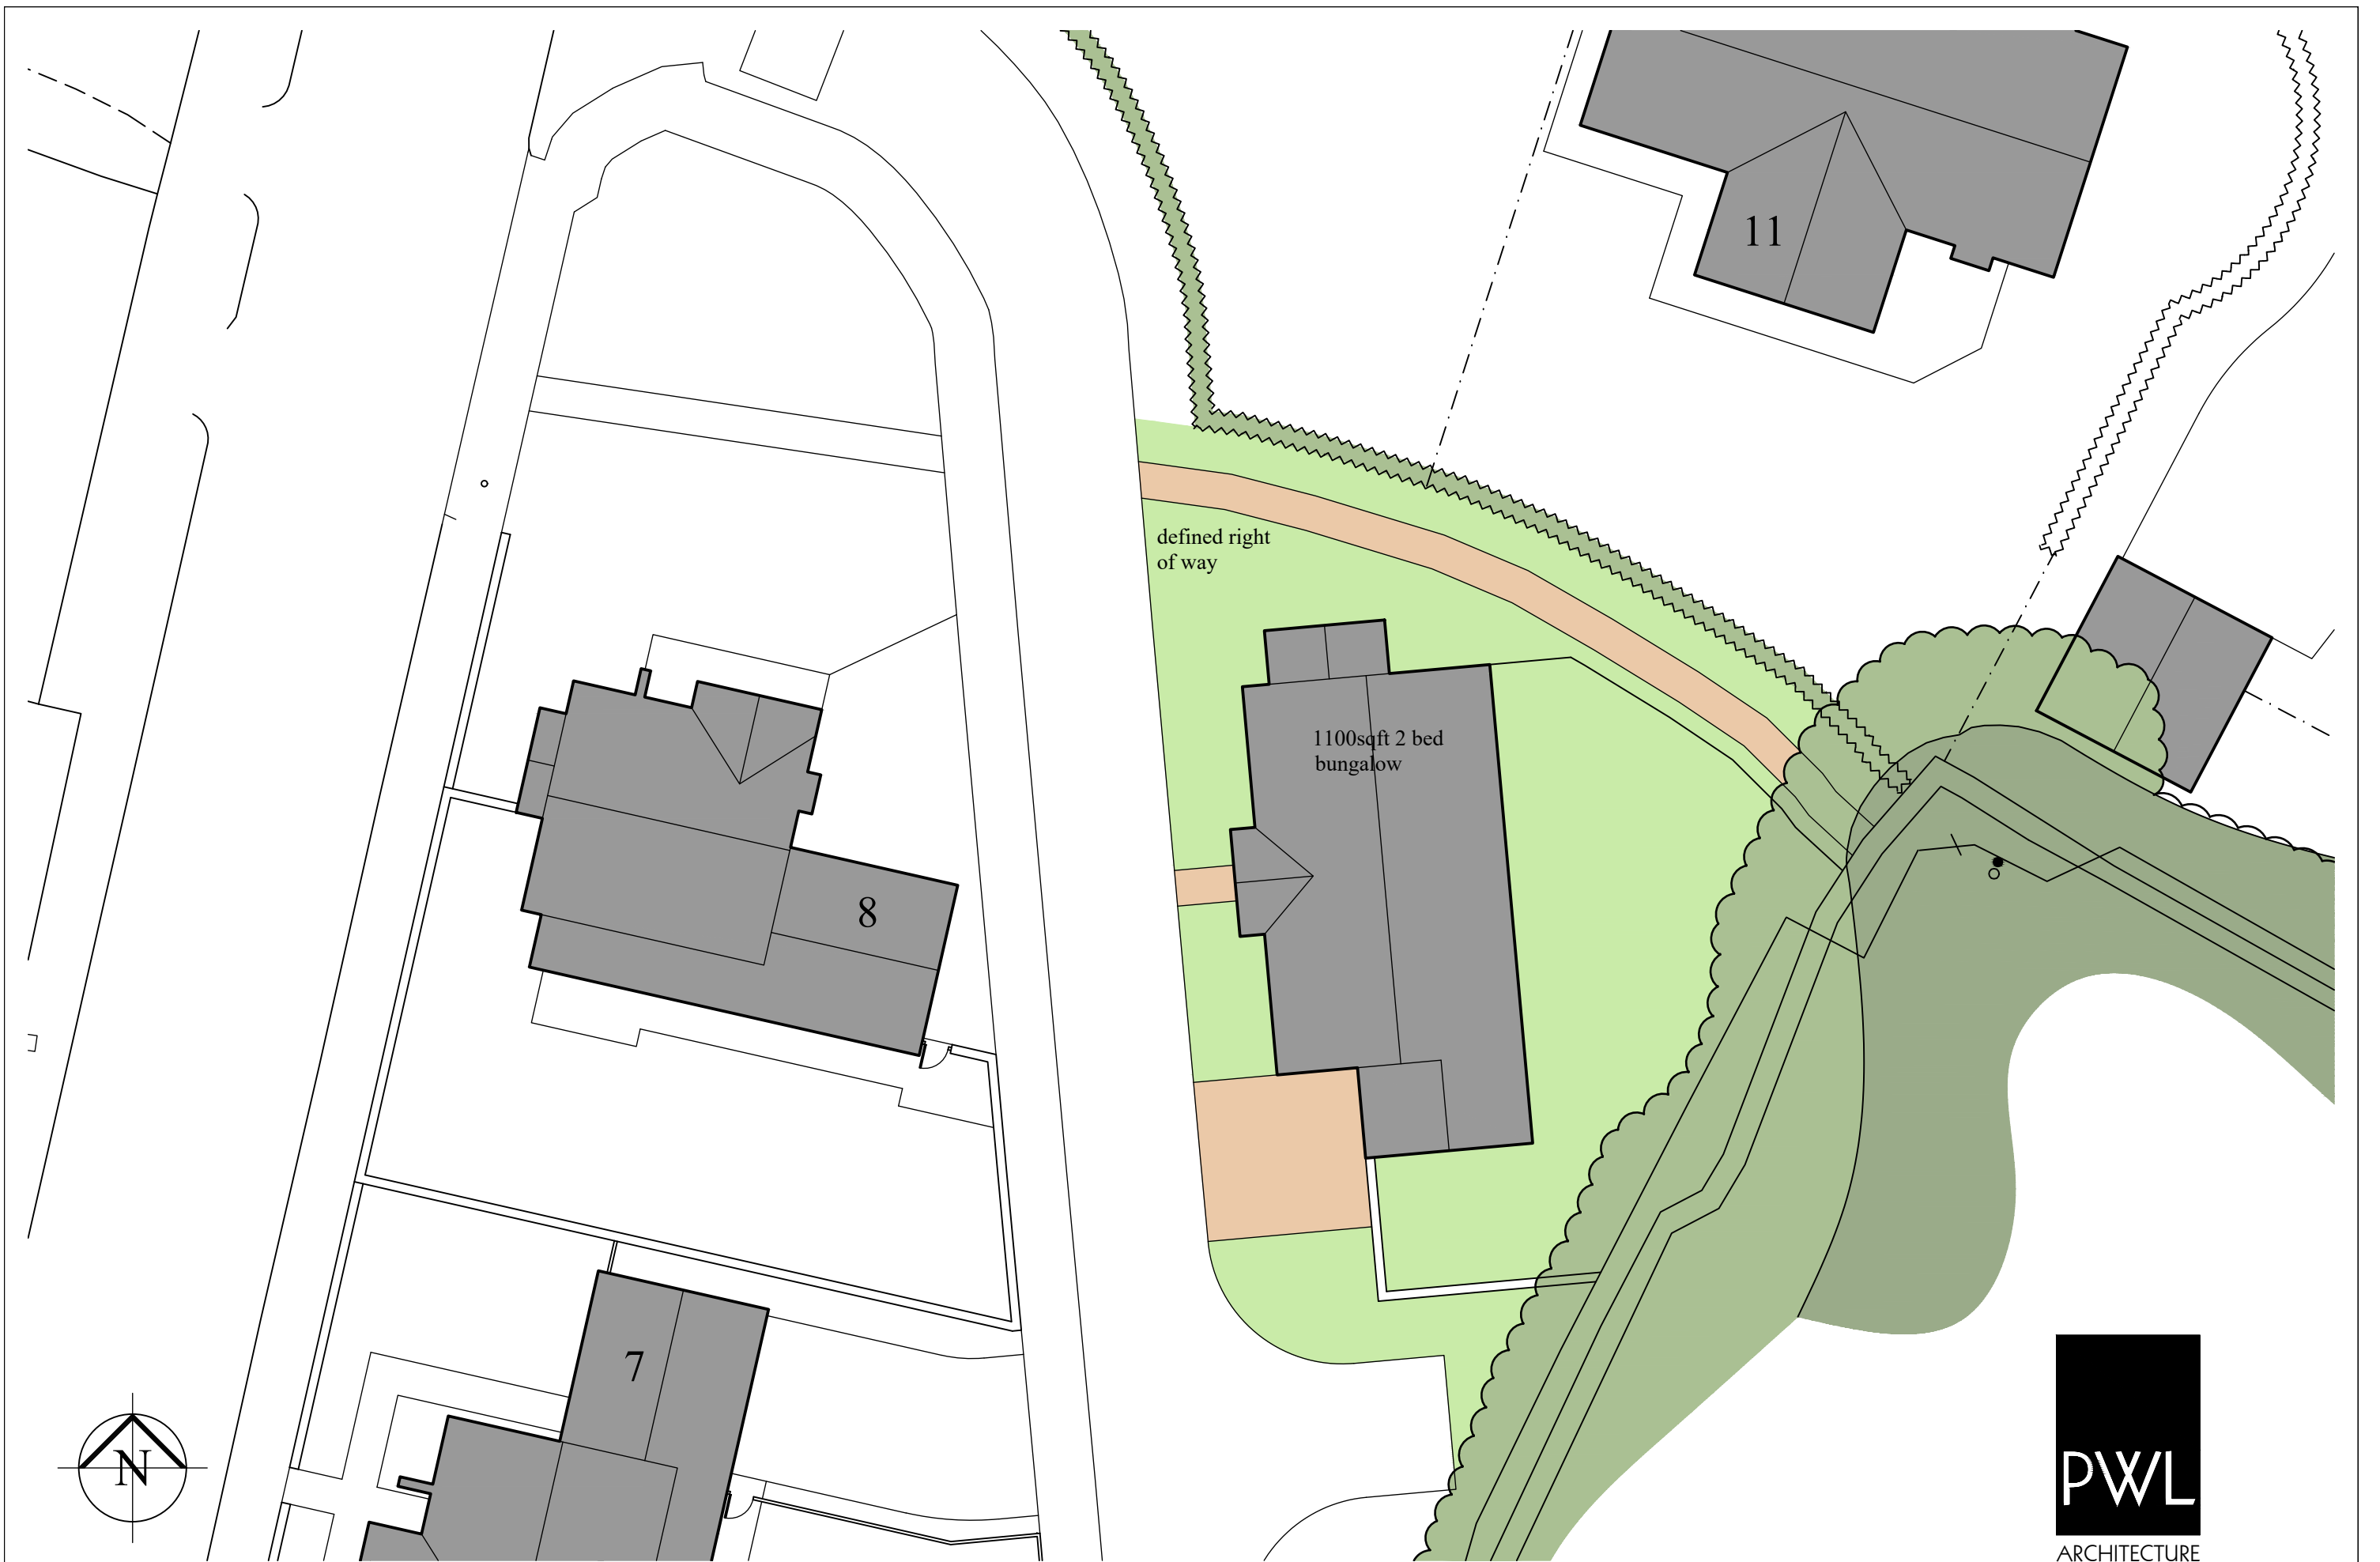 11
defined right
of way
1100sqft 2 bed
bungalow
8
7
N
PWL
ARCHITECTURE